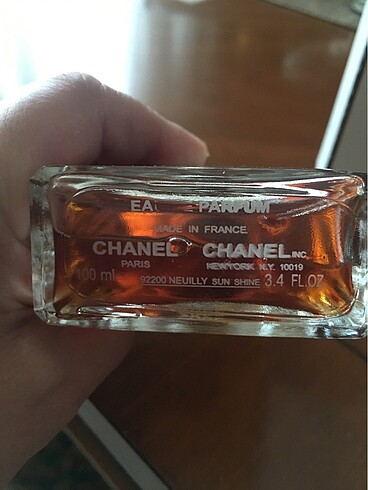 EAU PARFUM
MADE IN FRANCE
CHANEL CHANEL INC.
PARIS NEW YORK N.Y. 10019
100 ml 92200 NEUILLY SUN SHINE 3.4 FL.OZ